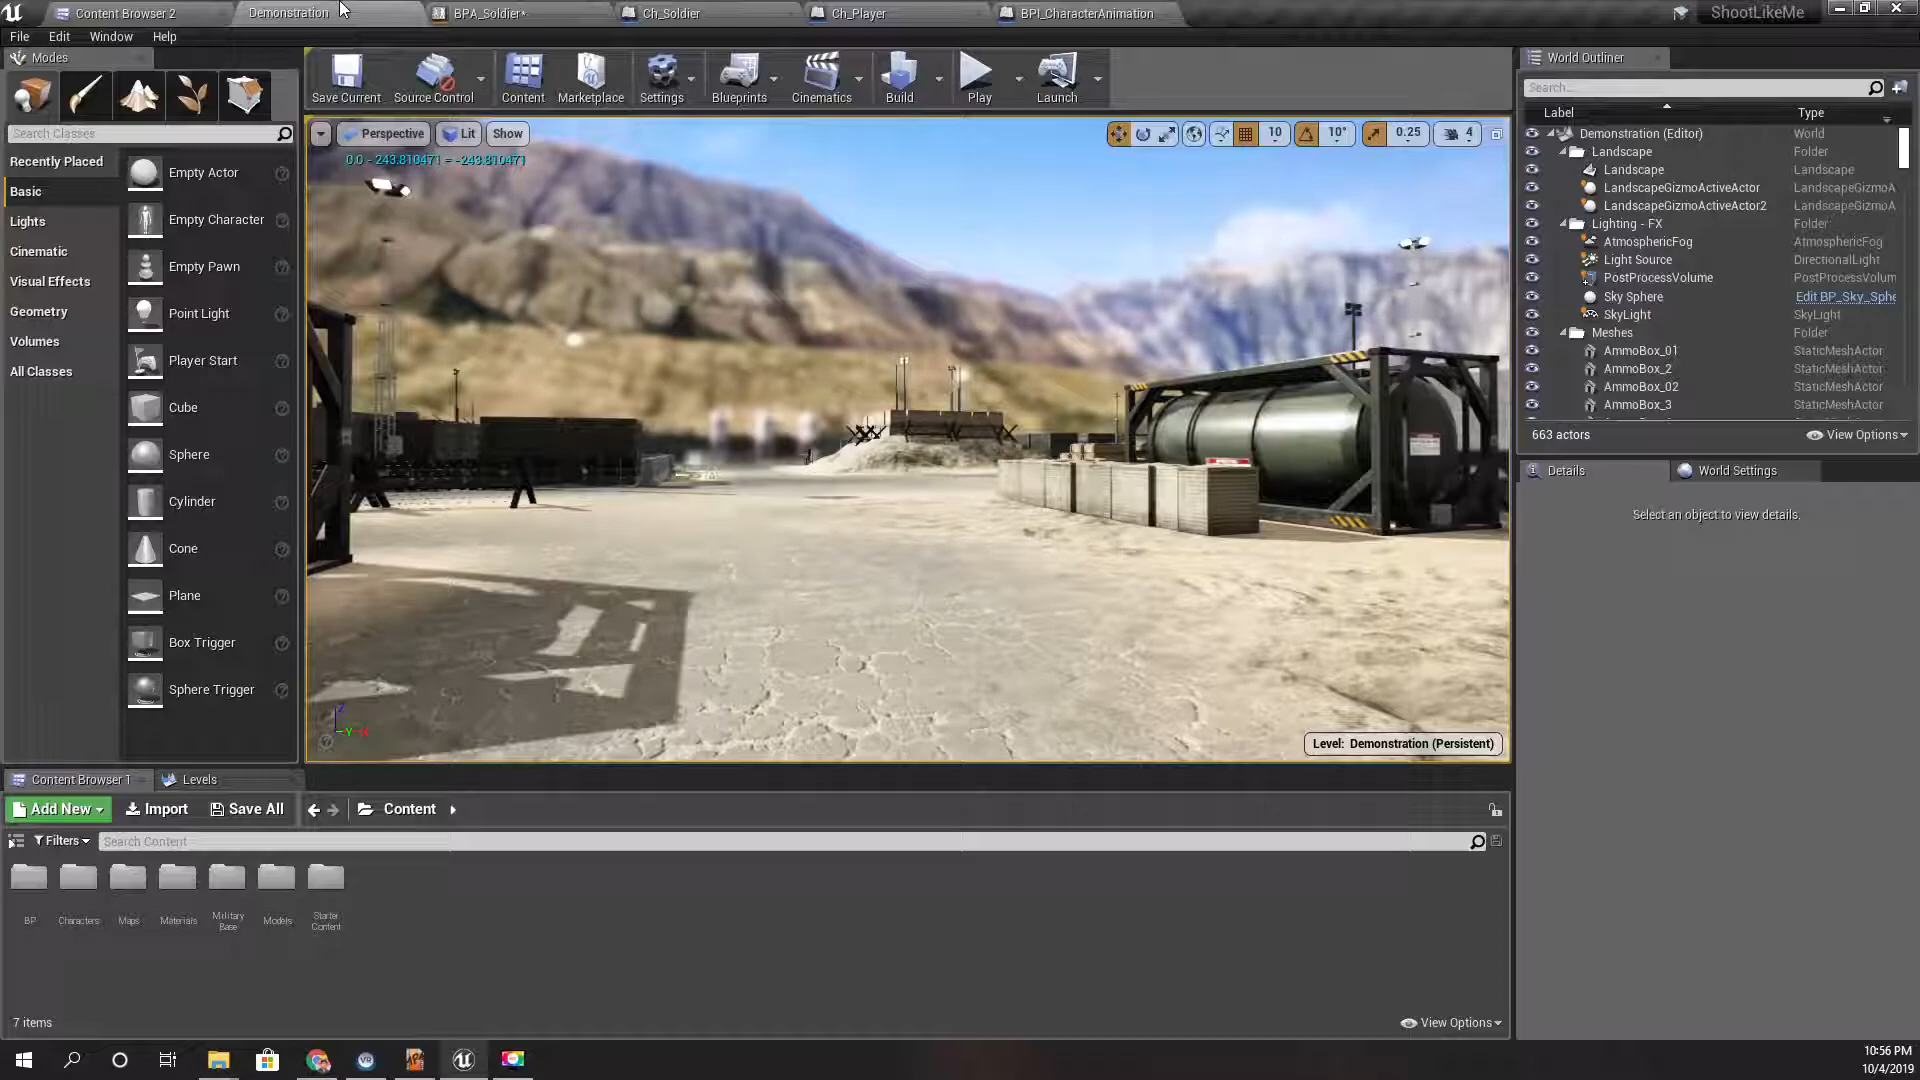 Content Browser 2
Demonstration
BPA_Soldier*
Ch_Soldier
Ch_Player
BPI_CharacterAnimation
ShootLikeMe
File Edit Window Help
Modes
Save Current
Source Control
Content
Marketplace
Settings
Blueprints
Cinematics
Build
Play
Launch
Search Classes
Recently Placed
Basic
Lights
Cinematic
Visual Effects
Geometry
Volumes
All Classes
Empty Actor
Empty Character
Empty Pawn
Point Light
Player Start
Cube
Sphere
Cylinder
Cone
Plane
Box Trigger
Sphere Trigger
Perspective Lit Show
10 10° 0.25 4
0.0 - 243.810471 = -243.810471
Level: Demonstration (Persistent)
World Outliner
Search...
Label Type
Demonstration (Editor) World
Landscape Folder
Landscape Landscape
LandscapeGizmoActiveActor LandscapeGizmoA
LandscapeGizmoActiveActor2 LandscapeGizmoA
Lighting - FX Folder
AtmosphericFog AtmosphericFog
Light Source DirectionalLight
PostProcessVolume PostProcessVolum
Sky Sphere Edit BP_Sky_Sphe
SkyLight SkyLight
Meshes Folder
AmmoBox_01 StaticMeshActor
AmmoBox_2 StaticMeshActor
AmmoBox_02 StaticMeshActor
AmmoBox_3 StaticMeshActor
663 actors View Options
Details World Settings
Select an object to view details.
Content Browser 1 Levels
Add New Import Save All Content
Filters Search Content
BP
Characters
Maps
Materials
Military
Base
Models
Starter
Content
7 items View Options
10:56 PM
10/4/2019